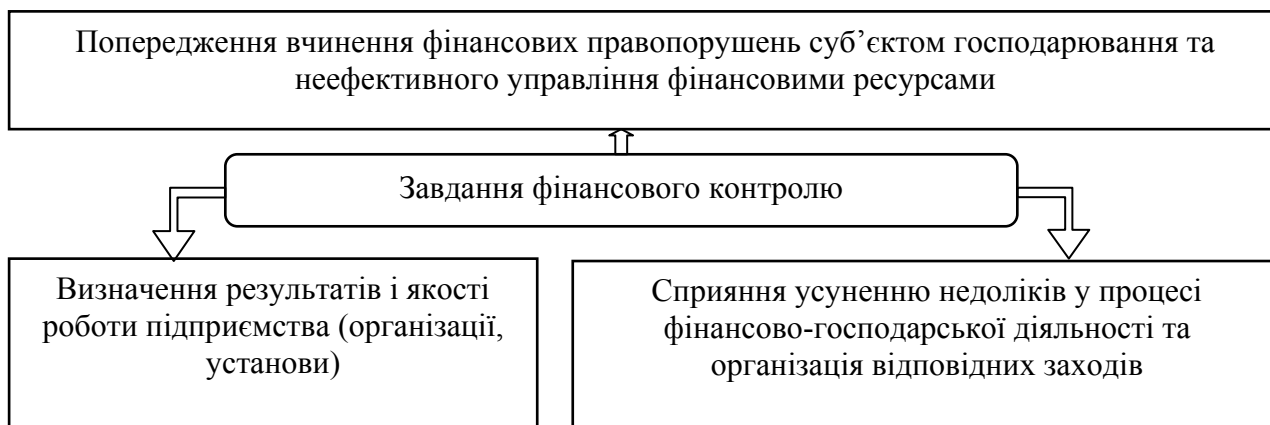 Попередження вчинення фінансових правопорушень суб’єктом господарювання та
неефективного управління фінансовими ресурсами
Завдання фінансового контролю
Визначення результатів і якості
роботи підприємства (організації,
установи)
Сприяння усуненню недоліків у процесі
фінансово-господарської діяльності та
організація відповідних заходів